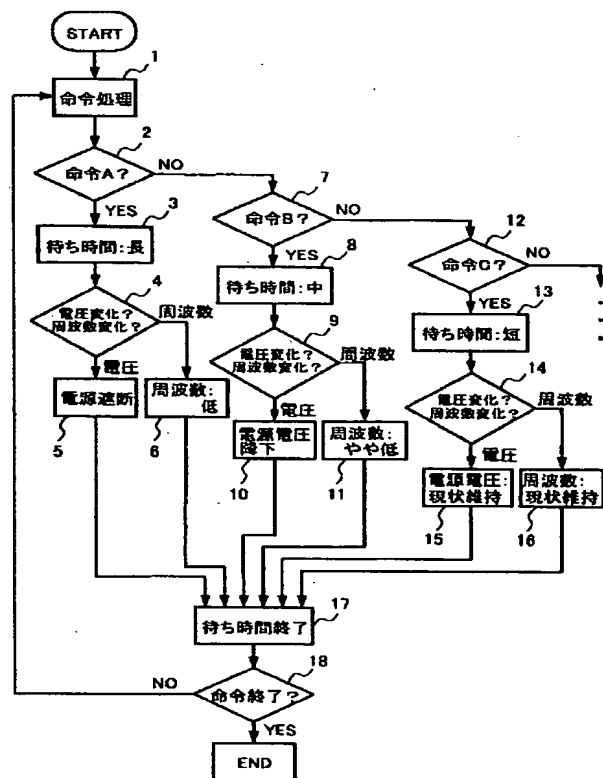 START
1
命令処理
2
命令A?
NO
YES
3
待ち時間:長
4
電圧変化?
周波数変化?
周波数
電圧
電源遮断
5
周波数:
低
6
7
命令B?
NO
YES
8
待ち時間:中
9
電圧変化?
周波数変化?
周波数
電圧
電源電圧
降下
10
周波数:
やや低
11
12
命令C?
NO
YES
13
待ち時間:短
14
電圧変化?
周波数変化?
周波数
電圧
電源電圧:
現状維持
15
周波数:
現状維持
16
17
待ち時間終了
18
命令終了?
NO
YES
END